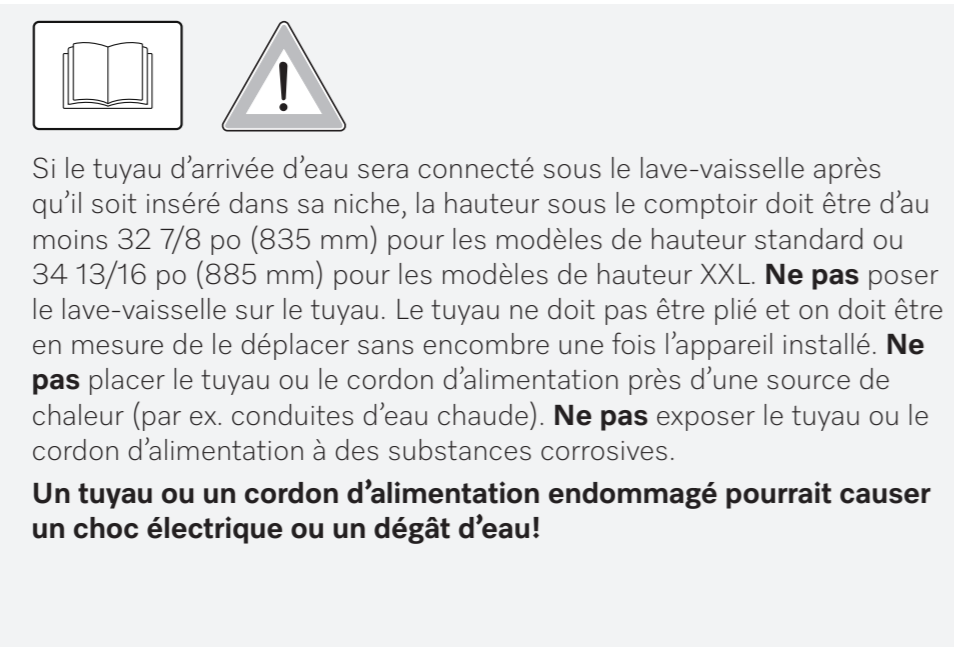 Si le tuyau d’arrivée d’eau sera connecté sous le lave-vaisselle après
qu’il soit inséré dans sa niche, la hauteur sous le comptoir doit être d’au
moins 32 7/8 po (835 mm) pour les modèles de hauteur standard ou
34 13/16 po (885 mm) pour les modèles de hauteur XXL. Ne pas poser
le lave-vaisselle sur le tuyau. Le tuyau ne doit pas être plié et on doit être
en mesure de le déplacer sans encombre une fois l’appareil installé. Ne
pas placer le tuyau ou le cordon d’alimentation près d’une source de
chaleur (par ex. conduites d’eau chaude). Ne pas exposer le tuyau ou le
cordon d’alimentation à des substances corrosives.
Un tuyau ou un cordon d’alimentation endommagé pourrait causer
un choc électrique ou un dégât d’eau!